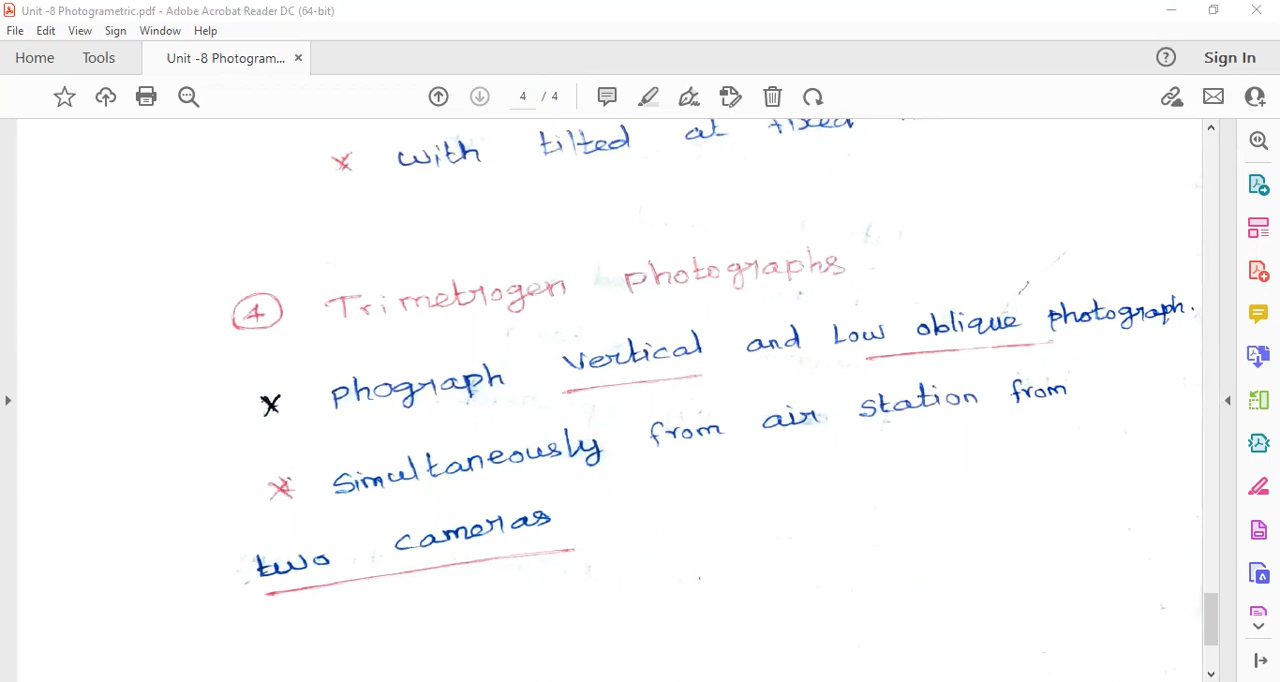 Unit -8 Photogrametric.pdf - Adobe Acrobat Reader DC (64-bit)
File Edit View Sign Window Help
Home Tools Unit -8 Photogram... × Sign In
4 / 4
with tilted at fixed
4 Trimetrogen photographs
phograph vertical and Low oblique photograph.
Simultaneously from air station from
two cameras